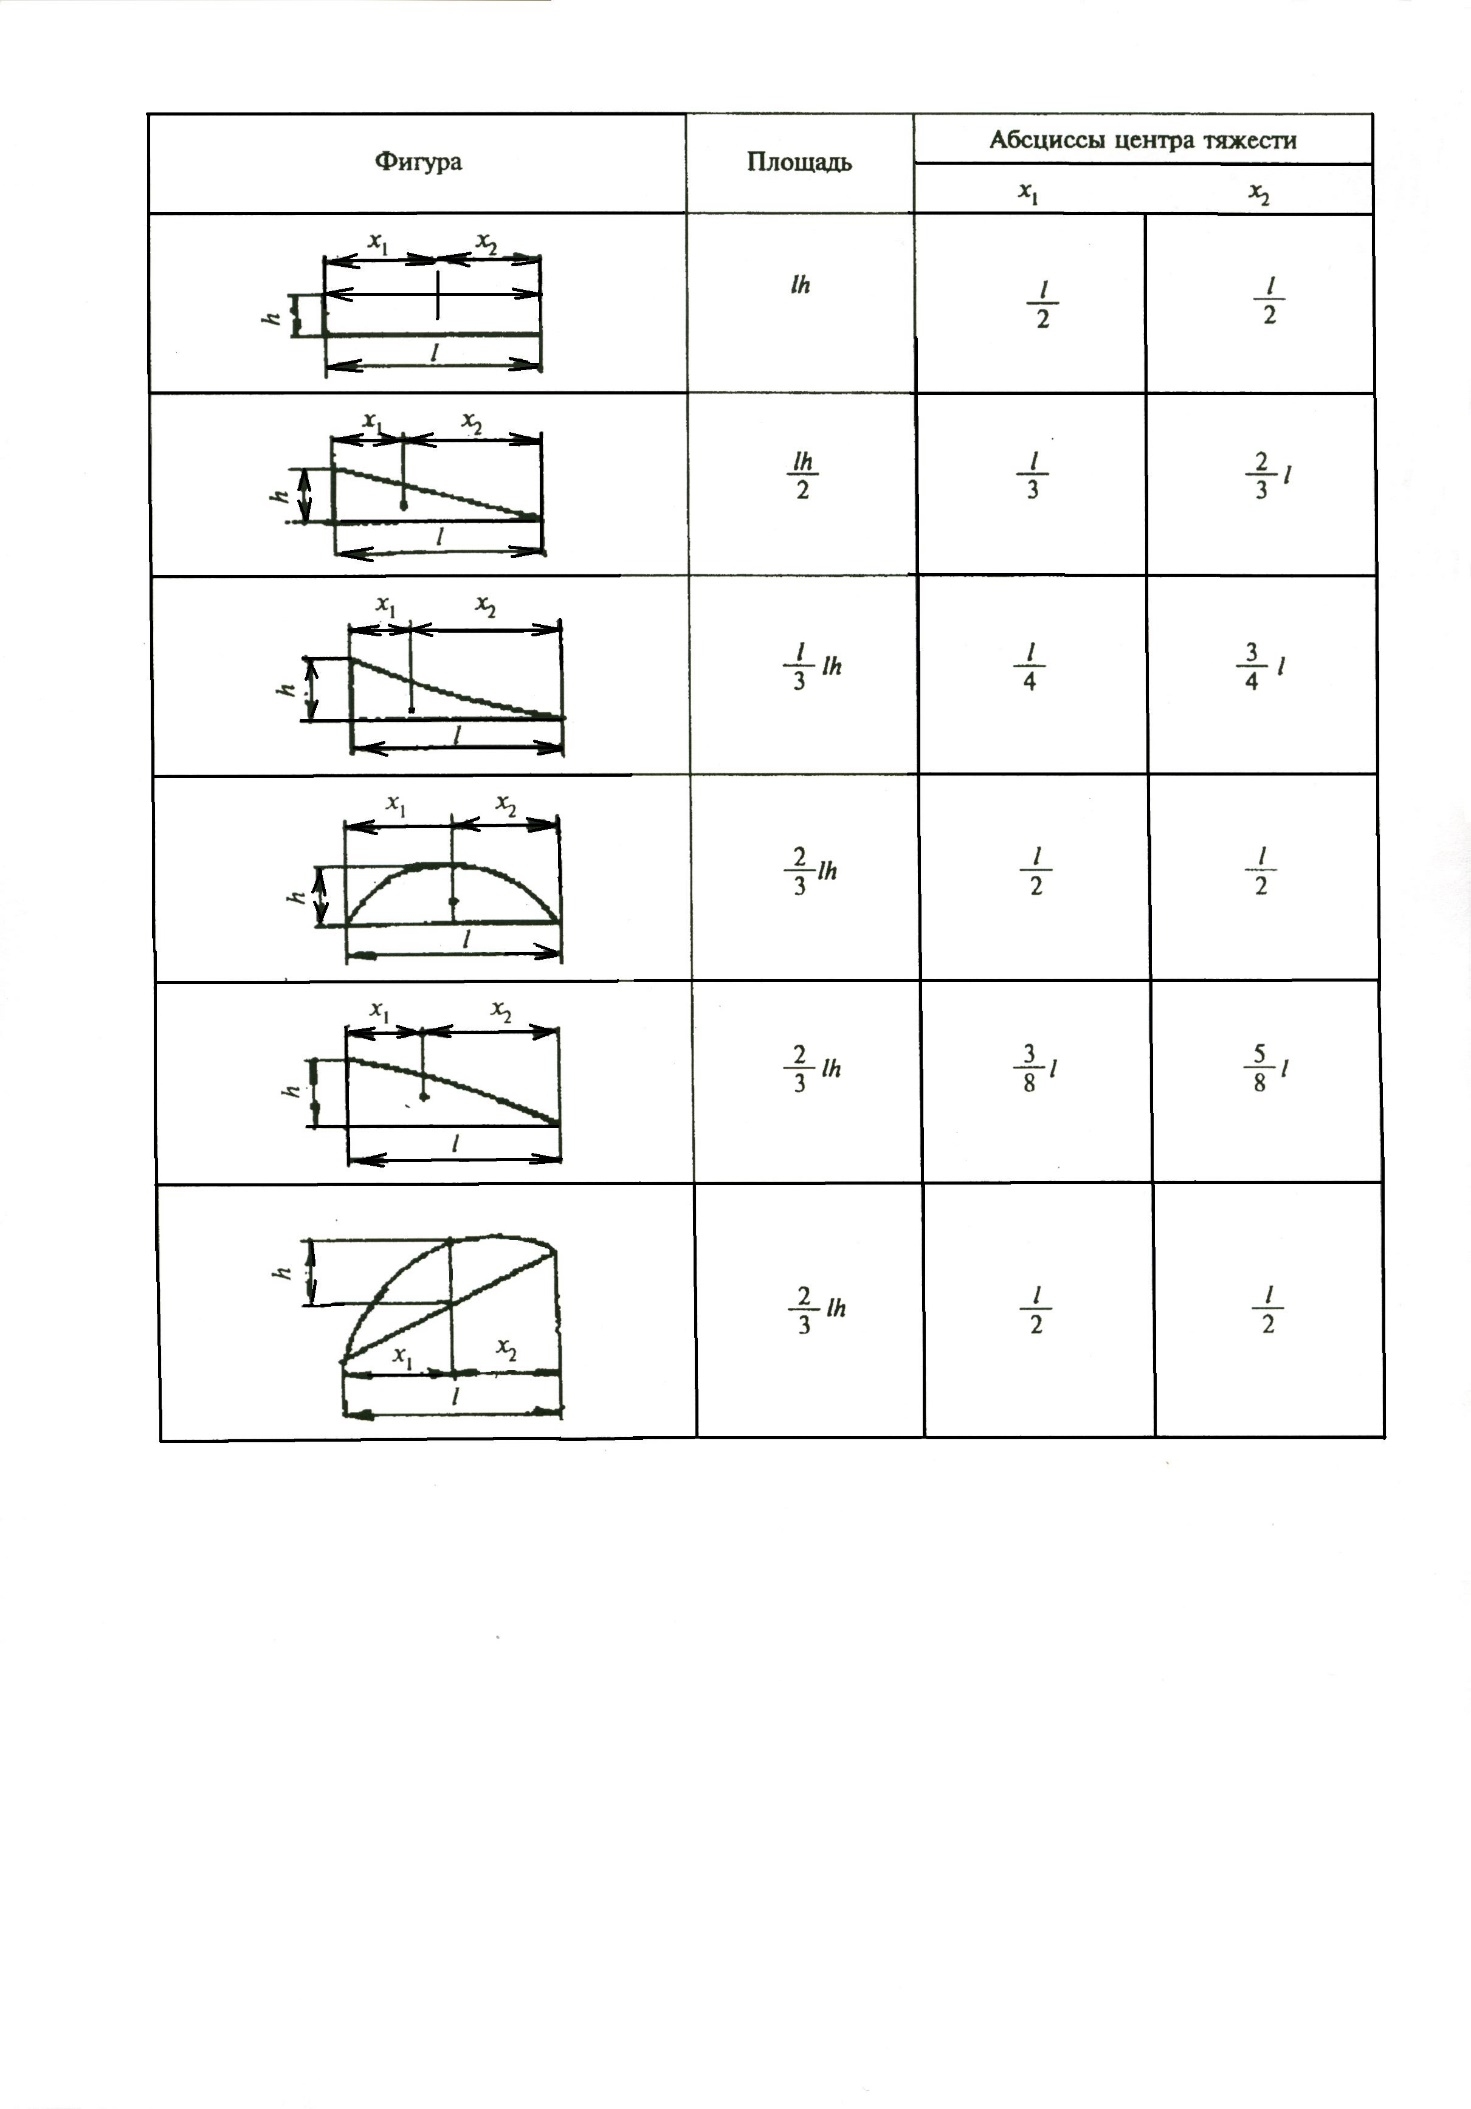 Фигура Площадь Абсциссы центра тяжести
x₁ x₂
x₁ x₂
h
l
lh l/2 l/2
x₁ x₂
h
l
lh/2 l/3 2/3 l
x₁ x₂
h
l
l/3 lh l/4 3/4 l
x₁ x₂
h
l
2/3 lh l/2 l/2
x₁ x₂
h
l
2/3 lh 3/8 l 5/8 l
h
x₁ x₂
l
2/3 lh l/2 l/2